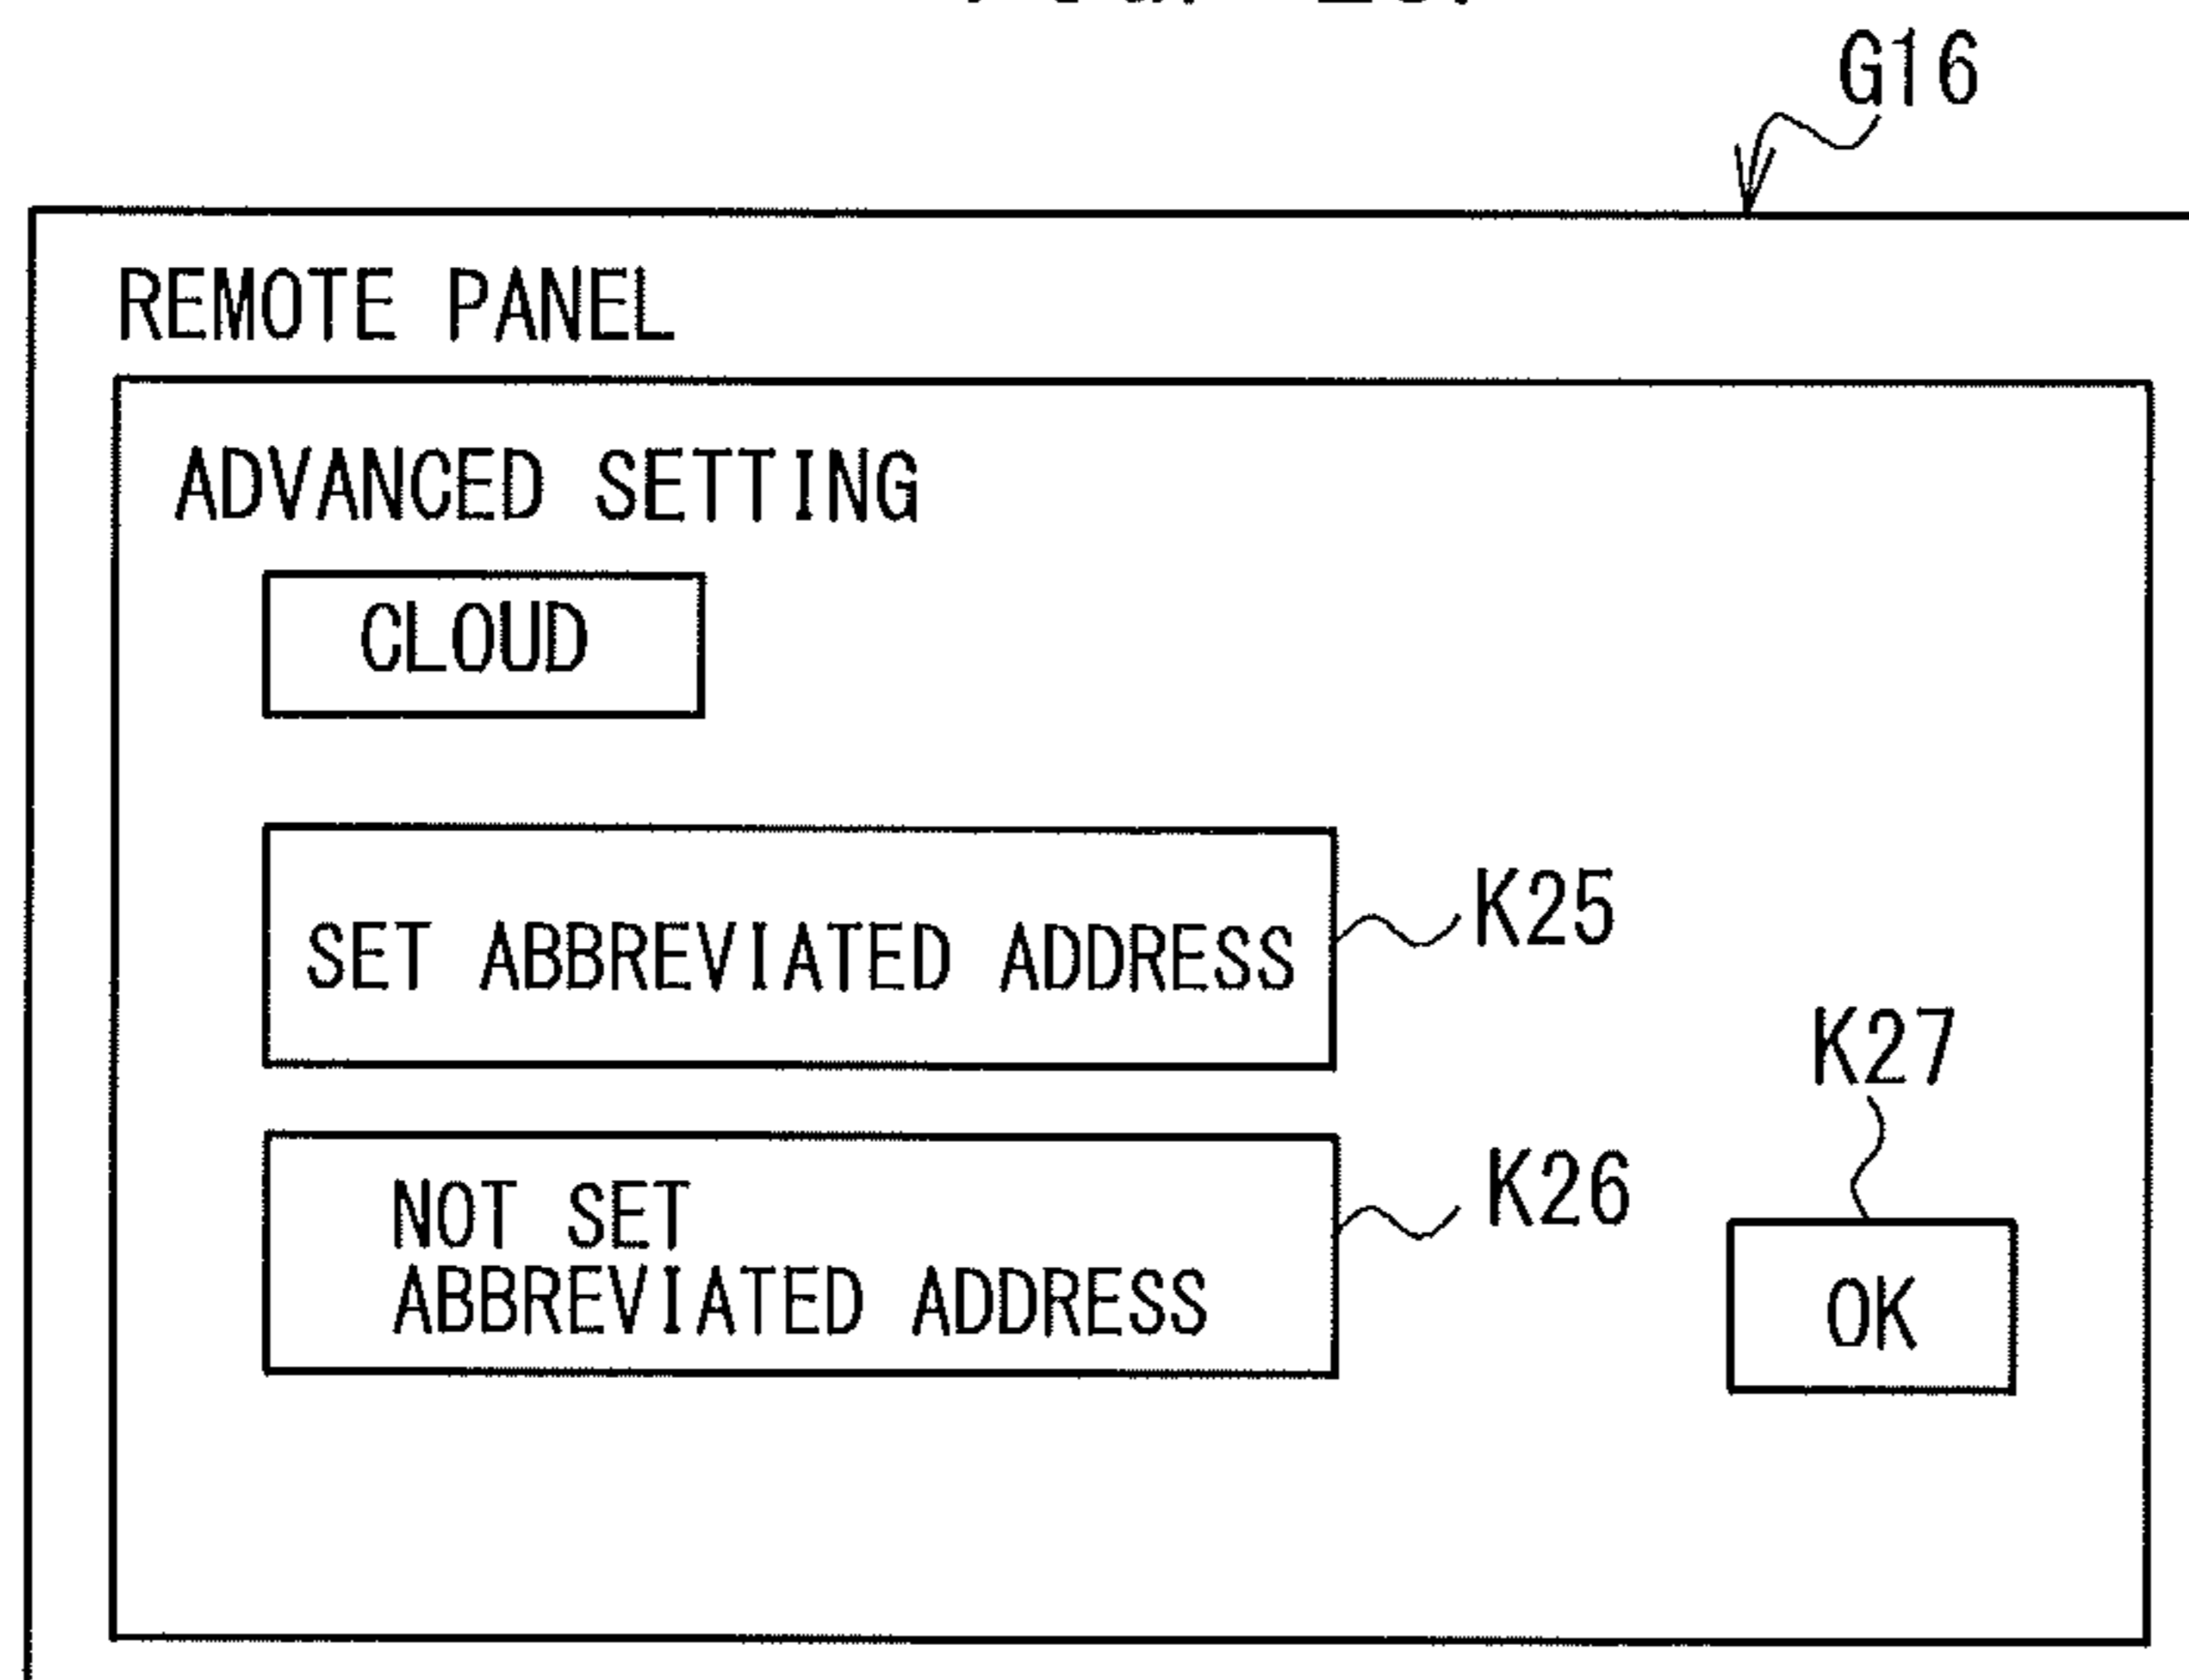 G16
REMOTE PANEL
ADVANCED SETTING
CLOUD
SET ABBREVIATED ADDRESS
K25
K27
NOT SET
ABBREVIATED ADDRESS
K26
OK